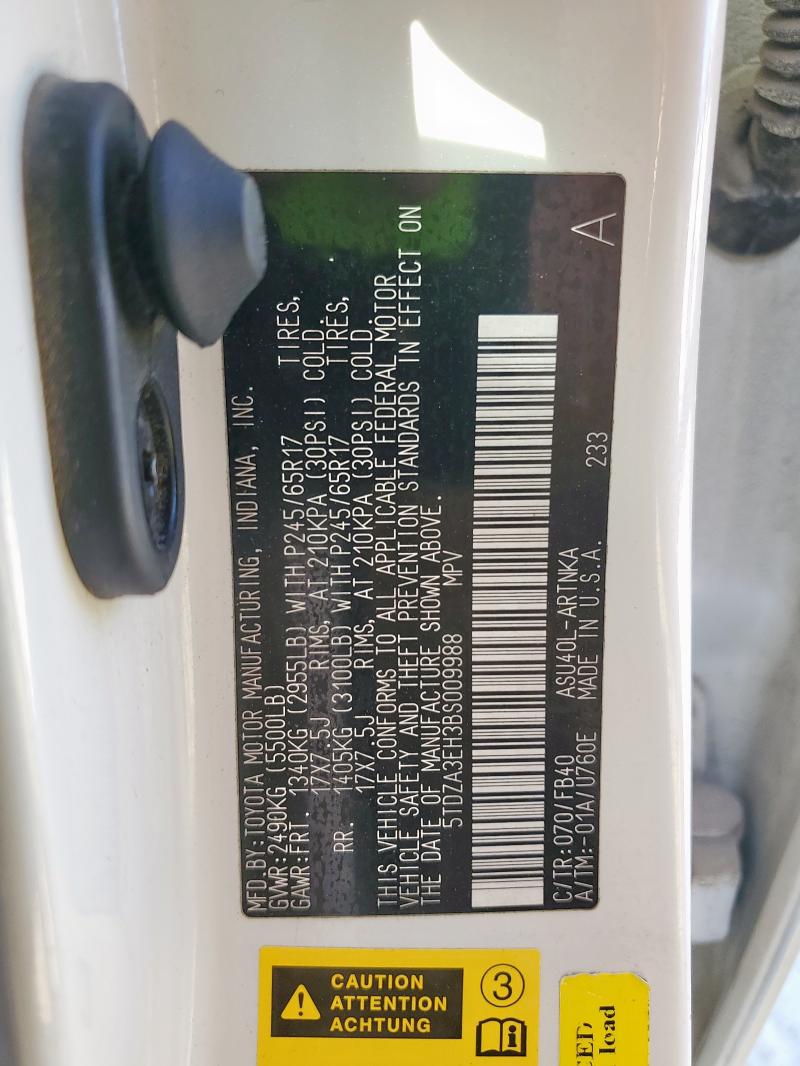 MFD.BY:TOYOTA MOTOR MANUFACTURING, INDIANA, INC.
GVWR:2490KG (5500LB)
GAWR:FRT. 1340KG (2955LB) WITH P245/65R17 TIRES,
17X7.5J RIMS, AT 210KPA (30PSI) COLD.
RR. 1405KG (3100LB) WITH P245/65R17 TIRES,
17X7.5J RIMS, AT 210KPA (30PSI) COLD.
THIS VEHICLE CONFORMS TO ALL APPLICABLE FEDERAL MOTOR
VEHICLE SAFETY AND THEFT PREVENTION STANDARDS IN EFFECT ON
THE DATE OF MANUFACTURE SHOWN ABOVE.
5TDZA3EH3BS009988 MPV
C/TR:070/FB40 ASU40L-ARTNKA 233 A
A/TM:-01A/U760E MADE IN U.S.A.
CAUTION
ATTENTION
ACHTUNG
3
lead